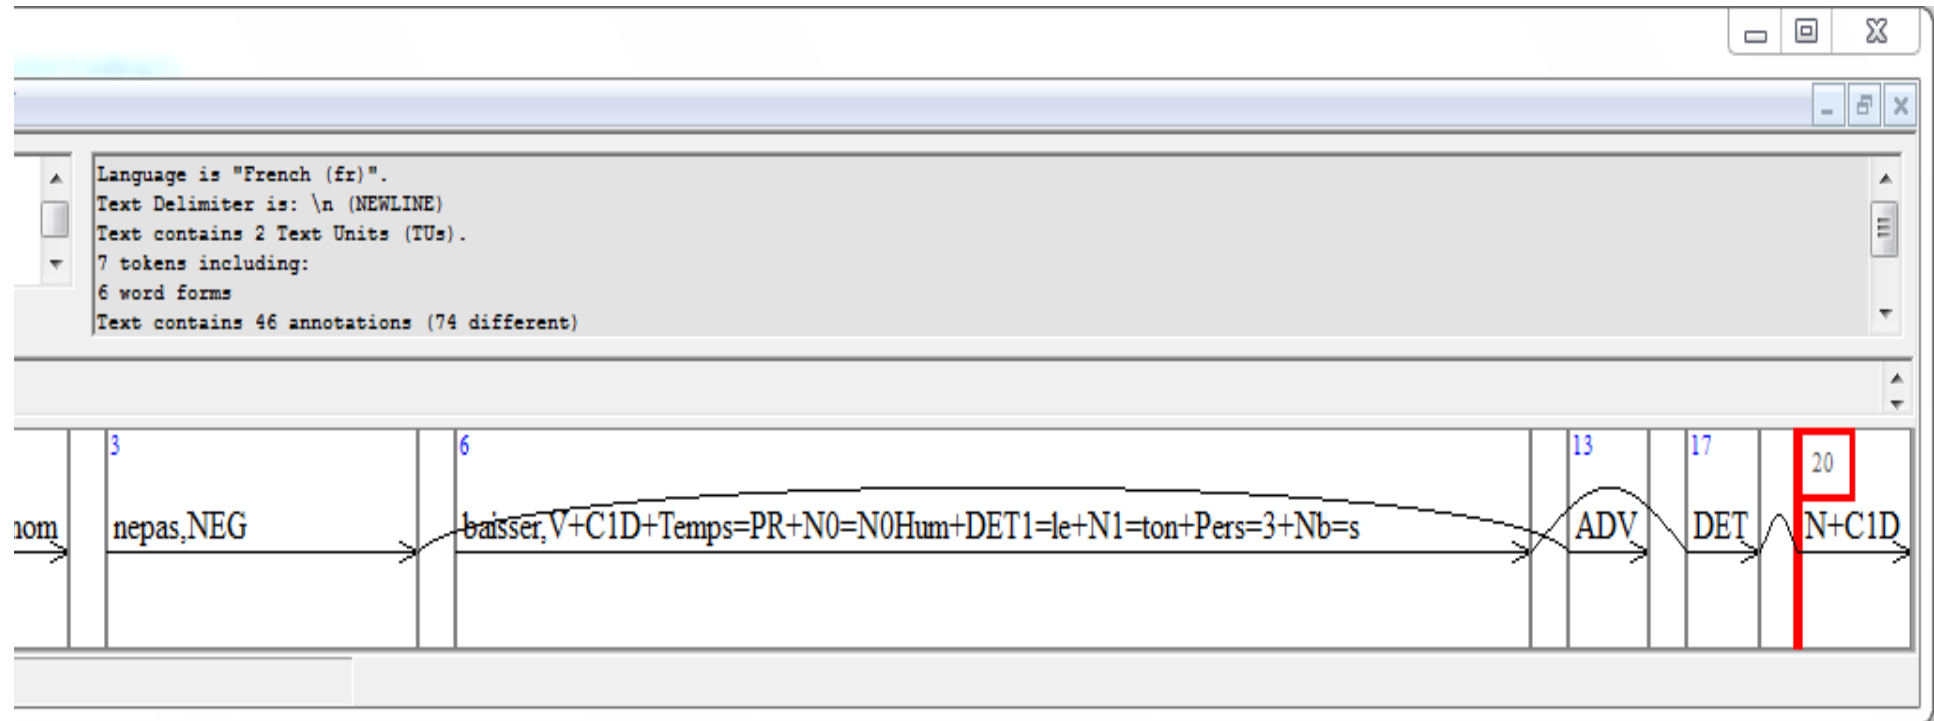 Language is "French (fr)".
Text Delimiter is: \n (NEWLINE)
Text contains 2 Text Units (TUs).
7 tokens including:
6 word forms
Text contains 46 annotations (74 different)
3 6 13 17 20
nom nepas,NEG baisser,V+C1D+Temps=PR+N0=N0Hum+DET1=le+N1=ton+Pers=3+Nb=s ADV DET N+C1D